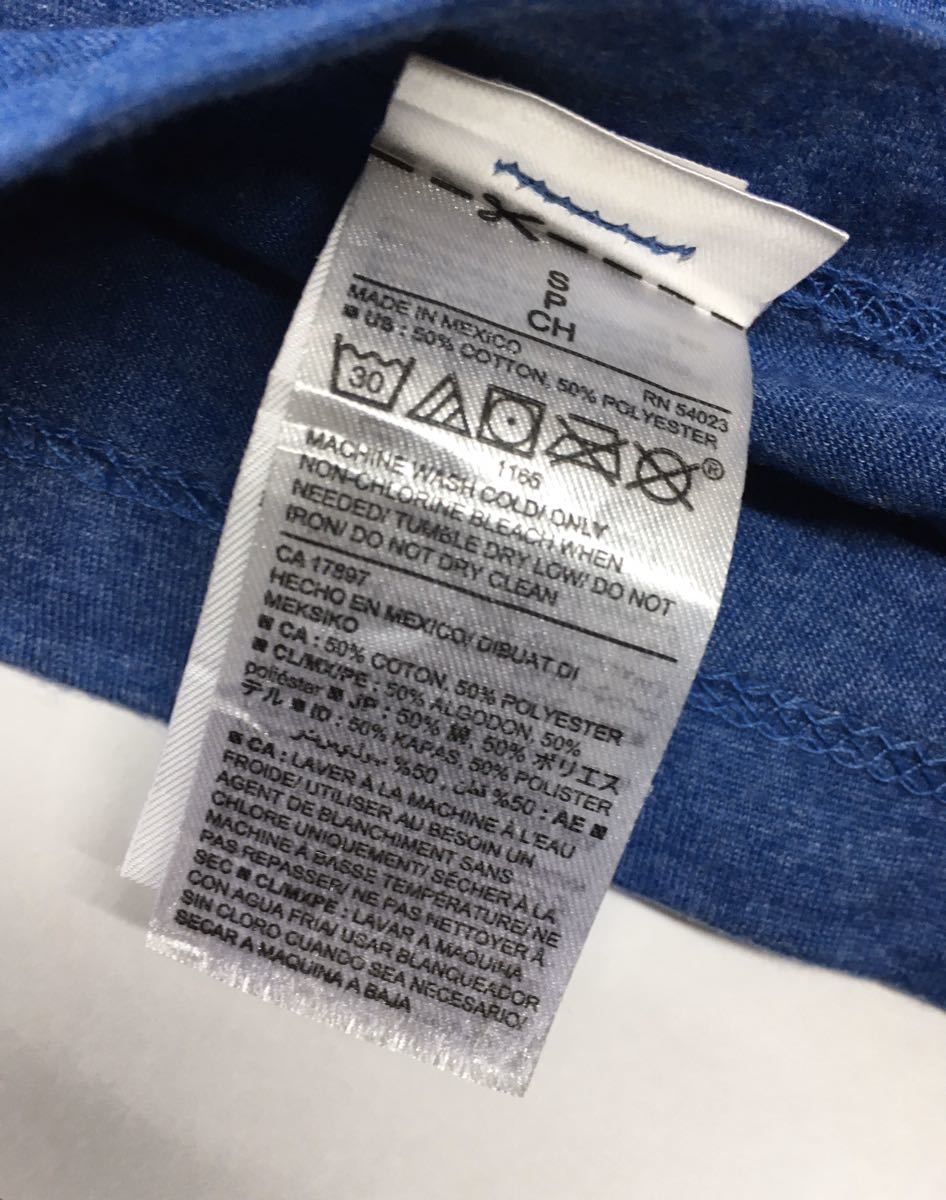 S
P
CH
MADE IN MEXICO RN 54023
US : 50% COTTON, 50% POLYESTER
30
®
1166
MACHINE WASH COLD/ ONLY
NON-CHLORINE BLEACH WHEN
NEEDED/ TUMBLE DRY LOW/ DO NOT
IRON/ DO NOT DRY CLEAN
CA 17897
HECHO EN MEXICO/ DIBUAT DI
MEKSIKO
CA : 50% COTON, 50% POLYESTER
CL/MX/PE : 50% ALGODON, 50%
poliéster JP : 50% 綿, 50% ポリエス
テル ID : 50% KAPAS, 50% POLISTER
AE : 50% قطن, 50% بوليستر
CA : LAVER À LA MACHINE À L'EAU
FROIDE/ UTILISER AU BESOIN UN
AGENT DE BLANCHIMENT SANS
CHLORE UNIQUEMENT/ SÉCHER À LA
MACHINE À BASSE TEMPÉRATURE/ NE
PAS REPASSER/ NE PAS NETTOYER À
SEC CL/MX/PE : LAVAR A MAQUINA
CON AGUA FRIA/ USAR BLANQUEADOR
SIN CLORO CUANDO SEA NECESARIO/
SECAR A MAQUINA A BAJA